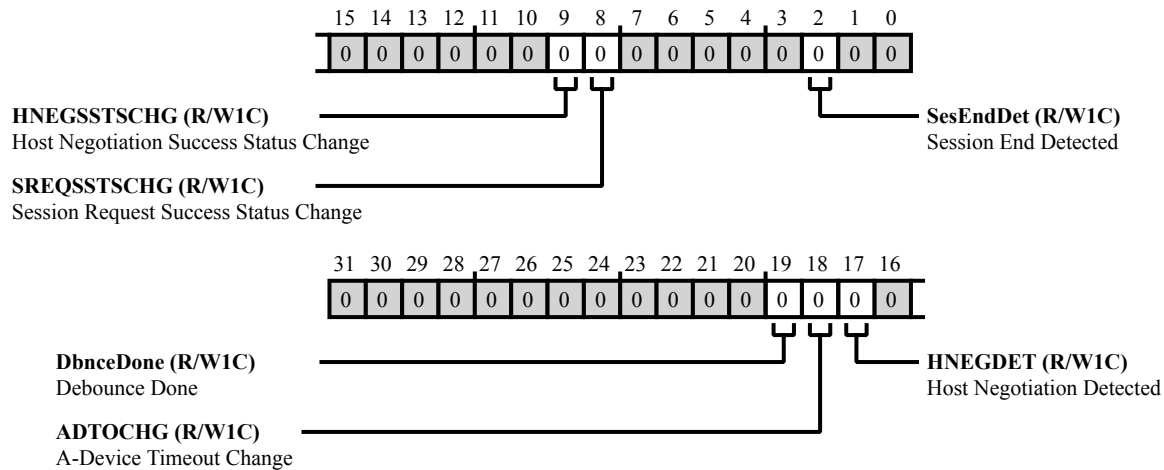 15 14 13 12 11 10 9 8 7 6 5 4 3 2 1 0
0 0 0 0 0 0 0 0 0 0 0 0 0 0 0 0
HNEGSSTSCHG (R/W1C)
Host Negotiation Success Status Change
SesEndDet (R/W1C)
Session End Detected
SREQSSTSCHG (R/W1C)
Session Request Success Status Change
31 30 29 28 27 26 25 24 23 22 21 20 19 18 17 16
0 0 0 0 0 0 0 0 0 0 0 0 0 0 0 0
DbnceDone (R/W1C)
Debounce Done
HNEGDET (R/W1C)
Host Negotiation Detected
ADTOCHG (R/W1C)
A-Device Timeout Change